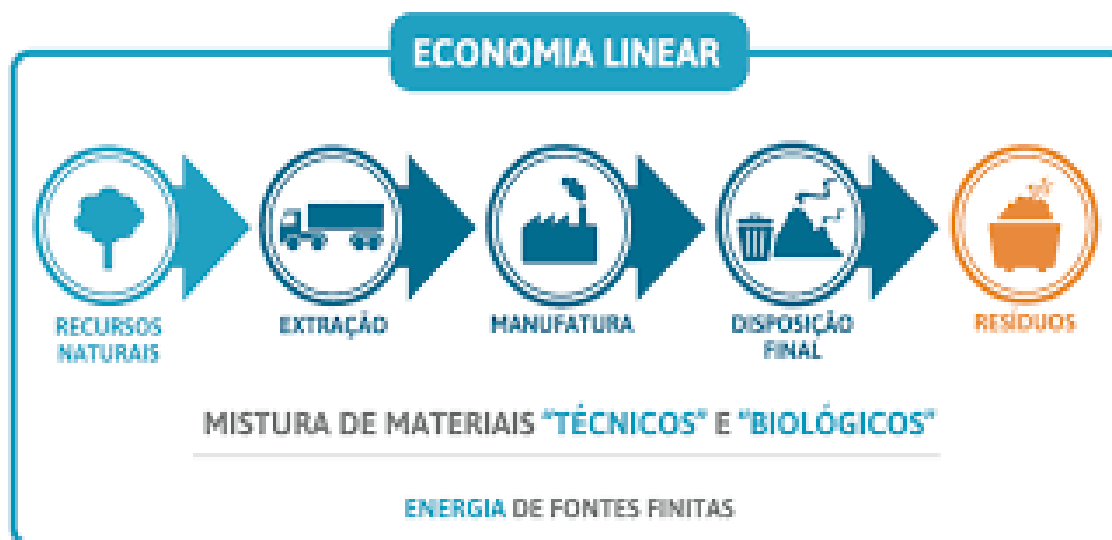 ECONOMIA LINEAR
RECURSOS
NATURAIS
EXTRAÇÃO
MANUFATURA
DISPOSIÇÃO
FINAL
RESÍDUOS
MISTURA DE MATERIAIS "TÉCNICOS" E "BIOLÓGICOS"
ENERGIA DE FONTES FINITAS